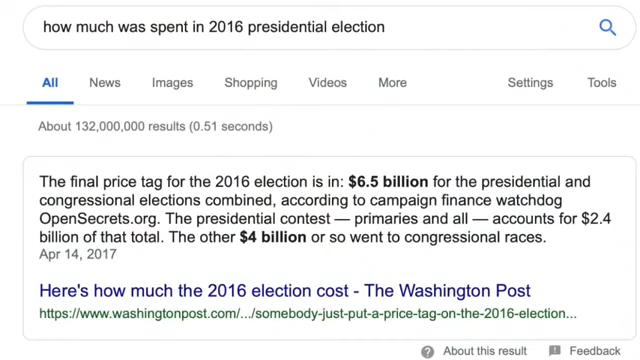 how much was spent in 2016 presidential election
All News Images Shopping Videos More Settings Tools
About 132,000,000 results (0.51 seconds)
The final price tag for the 2016 election is in: $6.5 billion for the presidential and
congressional elections combined, according to campaign finance watchdog
OpenSecrets.org. The presidential contest — primaries and all — accounts for $2.4
billion of that total. The other $4 billion or so went to congressional races.
Apr 14, 2017
Here's how much the 2016 election cost - The Washington Post
https://www.washingtonpost.com/.../somebody-just-put-a-price-tag-on-the-2016-election...
About this result Feedback